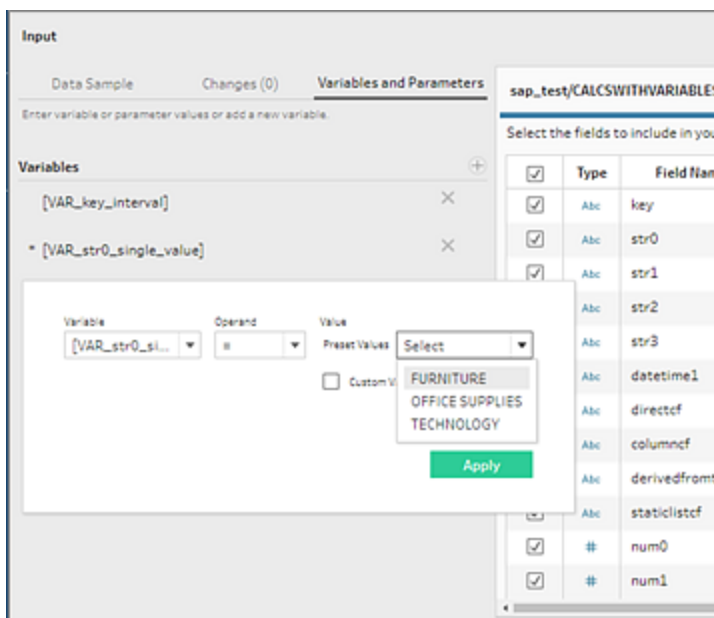 Input
Data Sample Changes (0) Variables and Parameters
Enter variable or parameter values or add a new variable.
Variables
[VAR_key_interval]
* [VAR_str0_single_value]
Variable Operand Value
[VAR_str0_si... = Preset Values Select
Custom V
FURNITURE
OFFICE SUPPLIES
TECHNOLOGY
Apply
sap_test/CALCSWITHVARIABLES
Select the fields to include in you
Type Field Nam
Abc key
Abc str0
Abc str1
Abc str2
Abc str3
Abc datetime1
Abc directcf
Abc columncf
Abc derivedfromt
Abc staticlistcf
# num0
# num1